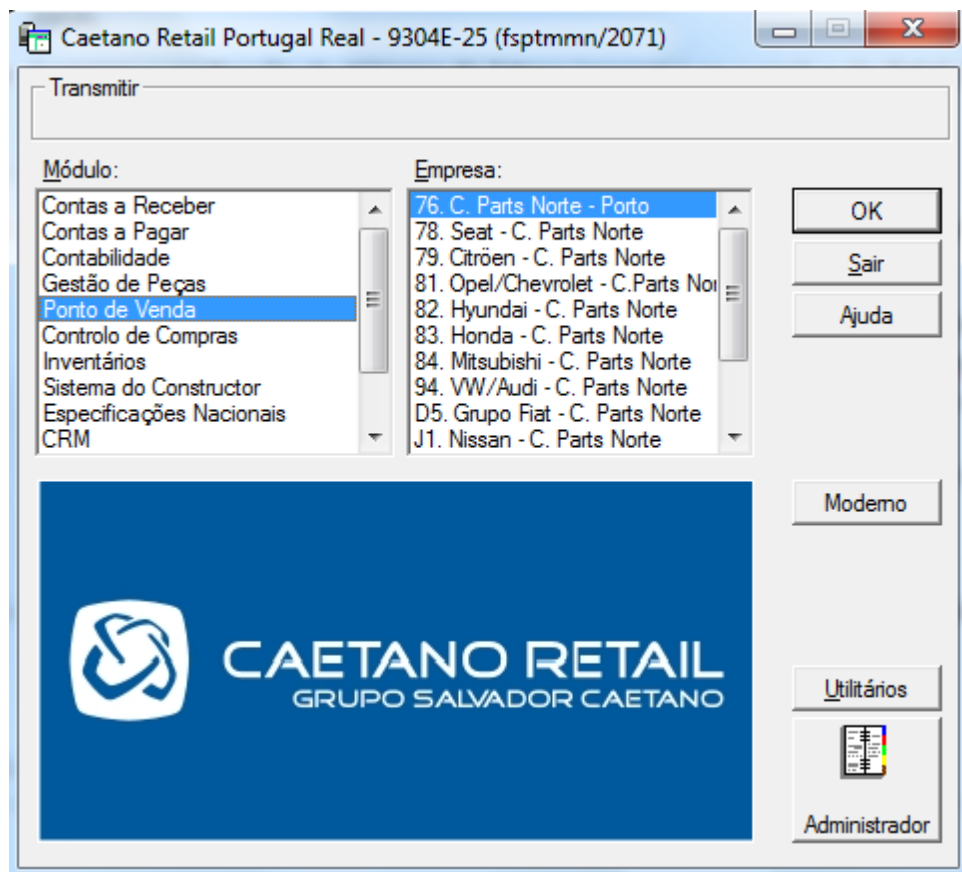 Caetano Retail Portugal Real - 9304E-25 (fsptmmn/2071)
Transmitir
Módulo:
Contas a Receber
Contas a Pagar
Contabilidade
Gestão de Peças
Ponto de Venda
Controlo de Compras
Inventários
Sistema do Constructor
Especificações Nacionais
CRM
Empresa:
76. C. Parts Norte - Porto
78. Seat - C. Parts Norte
79. Citröen - C. Parts Norte
81. Opel/Chevrolet - C.Parts Nor
82. Hyundai - C. Parts Norte
83. Honda - C. Parts Norte
84. Mitsubishi - C. Parts Norte
94. VW/Audi - C. Parts Norte
D5. Grupo Fiat - C. Parts Norte
J1. Nissan - C. Parts Norte
OK
Sair
Ajuda
Moderno
Utilitários
Administrador
CAETANO RETAIL
GRUPO SALVADOR CAETANO